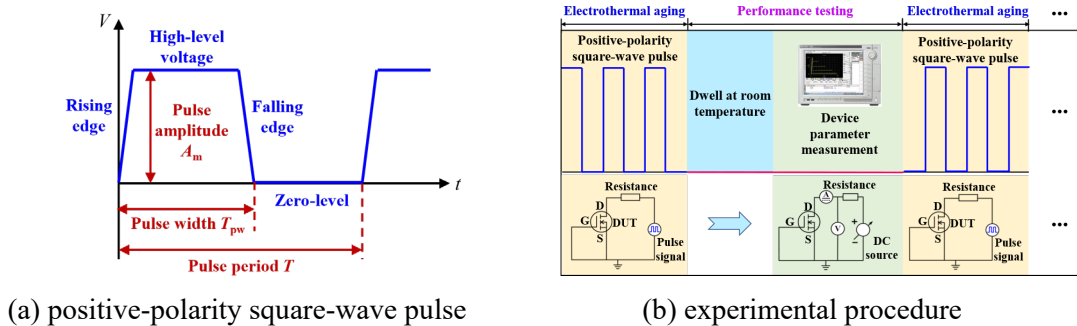 V
High-level
voltage
Rising
edge
Pulse
amplitude
Am
Falling
edge
t
Zero-level
Pulse width Tpw
Pulse period T
(a) positive-polarity square-wave pulse
Electrothermal aging
Performance testing
Electrothermal aging
...
Positive-polarity
square-wave pulse
Dwell at room
temperature
Device
parameter
measurement
Positive-polarity
square-wave pulse
...
Resistance
D
G
DUT
S
Pulse
signal
Resistance
A
D
G
S
V
+
−
DC
source
Resistance
D
G
DUT
S
Pulse
signal
...
(b) experimental procedure